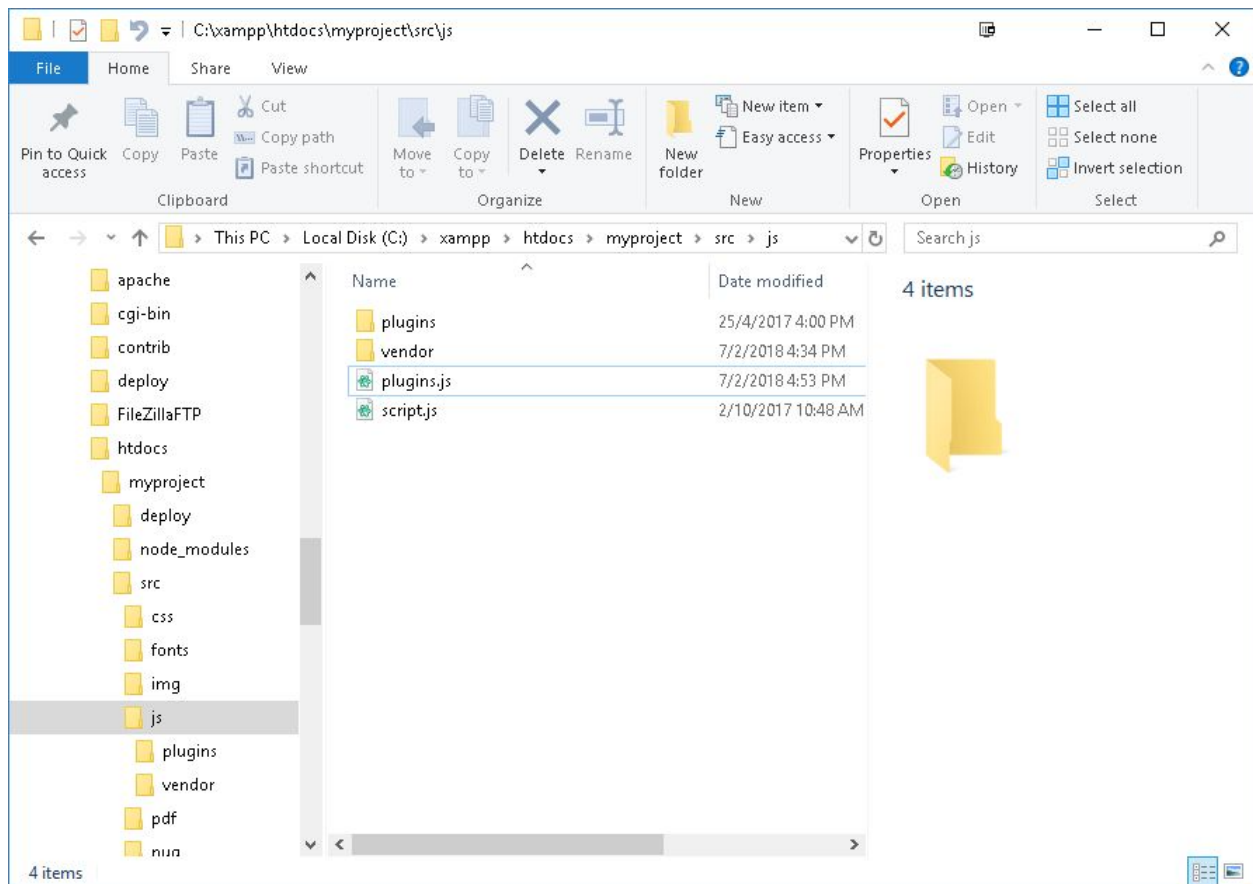 C:\xampp\htdocs\myproject\src\js
File Home Share View
Pin to Quick access
Copy
Paste
Cut
Copy path
Paste shortcut
Clipboard
Move to
Copy to
Delete
Rename
Organize
New folder
New item
Easy access
New
Properties
Open
Edit
History
Open
Select all
Select none
Invert selection
Select
This PC > Local Disk (C:) > xampp > htdocs > myproject > src > js
Search js
apache
cgi-bin
contrib
deploy
FileZillaFTP
htdocs
myproject
deploy
node_modules
src
css
fonts
img
js
plugins
vendor
pdf
Name Date modified
plugins 25/4/2017 4:00 PM
vendor 7/2/2018 4:34 PM
plugins.js 7/2/2018 4:53 PM
script.js 2/10/2017 10:48 AM
4 items
4 items